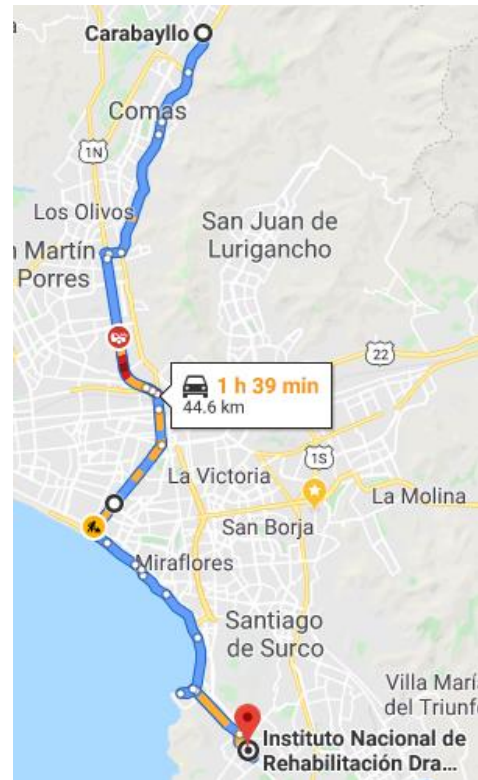 Carabayllo
Comas
1N
Los Olivos
San Juan de
Lurigancho
n Martín
Porres
22
1 h 39 min
44.6 km
1S
La Victoria
La Molina
San Borja
Miraflores
Santiago
de Surco
Villa Marí
del Triunf
Instituto Nacional de
Rehabilitación Dra...